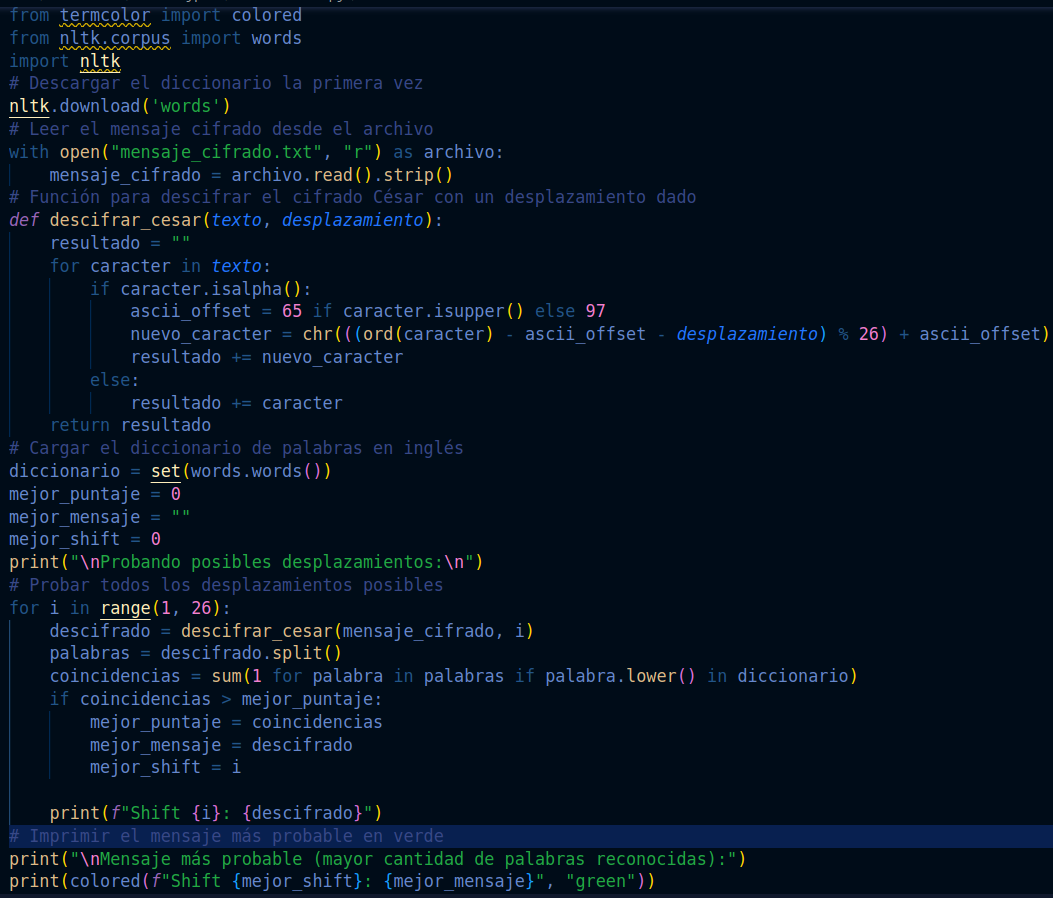 from termcolor import colored
from nltk.corpus import words
import nltk
# Descargar el diccionario la primera vez
nltk.download('words')
# Leer el mensaje cifrado desde el archivo
with open("mensaje_cifrado.txt", "r") as archivo:
    mensaje_cifrado = archivo.read().strip()
# Función para descifrar el cifrado César con un desplazamiento dado
def descifrar_cesar(texto, desplazamiento):
    resultado = ""
    for caracter in texto:
        if caracter.isalpha():
            ascii_offset = 65 if caracter.isupper() else 97
            nuevo_caracter = chr(((ord(caracter) - ascii_offset - desplazamiento) % 26) + ascii_offset)
            resultado += nuevo_caracter
        else:
            resultado += caracter
    return resultado
# Cargar el diccionario de palabras en inglés
diccionario = set(words.words())
mejor_puntaje = 0
mejor_mensaje = ""
mejor_shift = 0
print("\nProbando posibles desplazamientos:\n")
# Probar todos los desplazamientos posibles
for i in range(1, 26):
    descifrado = descifrar_cesar(mensaje_cifrado, i)
    palabras = descifrado.split()
    coincidencias = sum(1 for palabra in palabras if palabra.lower() in diccionario)
    if coincidencias > mejor_puntaje:
        mejor_puntaje = coincidencias
        mejor_mensaje = descifrado
        mejor_shift = i

    print(f"Shift {i}: {descifrado}")
# Imprimir el mensaje más probable en verde
print("\nMensaje más probable (mayor cantidad de palabras reconocidas):")
print(colored(f"Shift {mejor_shift}: {mejor_mensaje}", "green"))